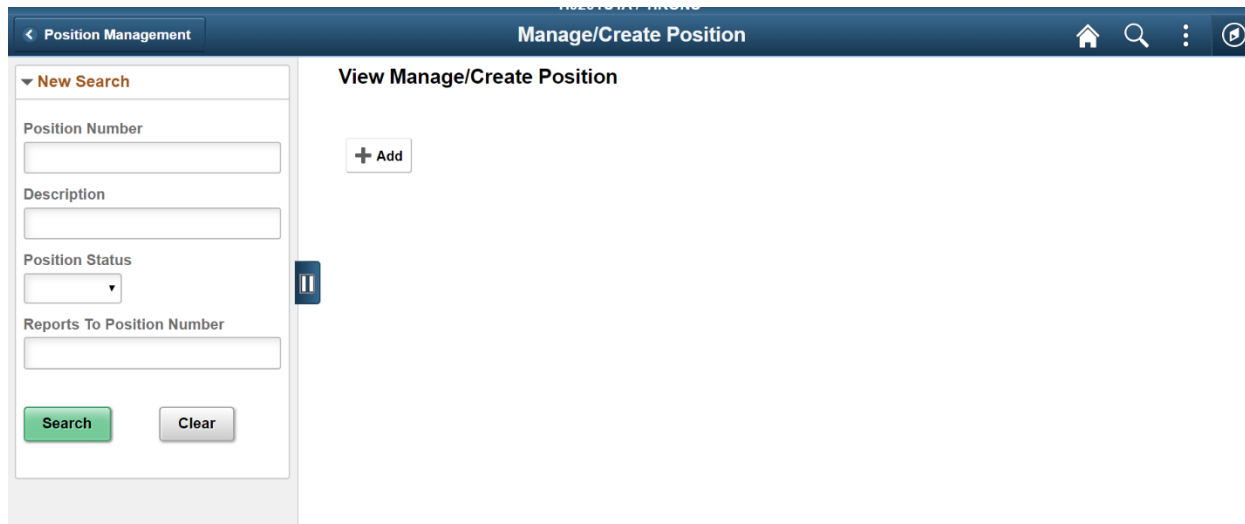 Position Management
Manage/Create Position
New Search
Position Number
Description
Position Status
Reports To Position Number
Search
Clear
View Manage/Create Position
Add